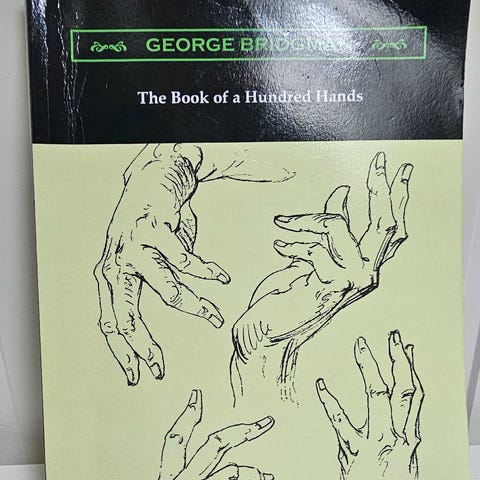 GEORGE BRIDGMAN
The Book of a Hundred Hands